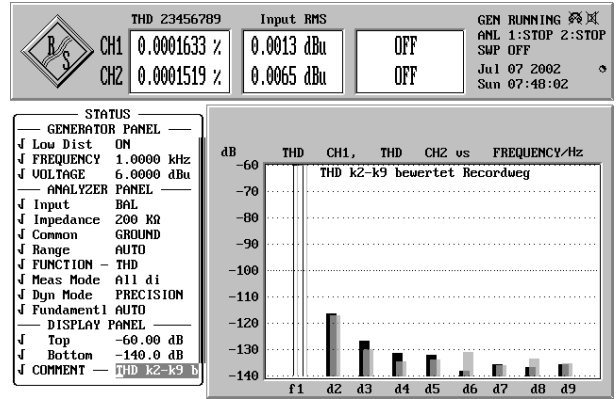 THD 23456789 Input RMS GEN RUNNING
R&S CH1 0.0001633 % 0.0013 dBu OFF ANL 1:STOP 2:STOP
SWP OFF
CH2 0.0001519 % 0.0065 dBu OFF Jul 07 2002
Sun 07:48:02
STATUS
GENERATOR PANEL
Low Dist ON
FREQUENCY 1.0000 kHz
VOLTAGE 6.0000 dBu
ANALYZER PANEL
Input BAL
Impedance 200 KΩ
Common GROUND
Range AUTO
FUNCTION - THD
Meas Mode All di
Dyn Mode PRECISION
Fundamentl AUTO
DISPLAY PANEL
Top -60.00 dB
Bottom -140.0 dB
COMMENT - THD k2-k9 b
dB THD CH1, THD CH2 vs FREQUENCY/Hz
THD k2-k9 bewertet Recordweg
-60
-70
-80
-90
-100
-110
-120
-130
-140
f1 d2 d3 d4 d5 d6 d7 d8 d9